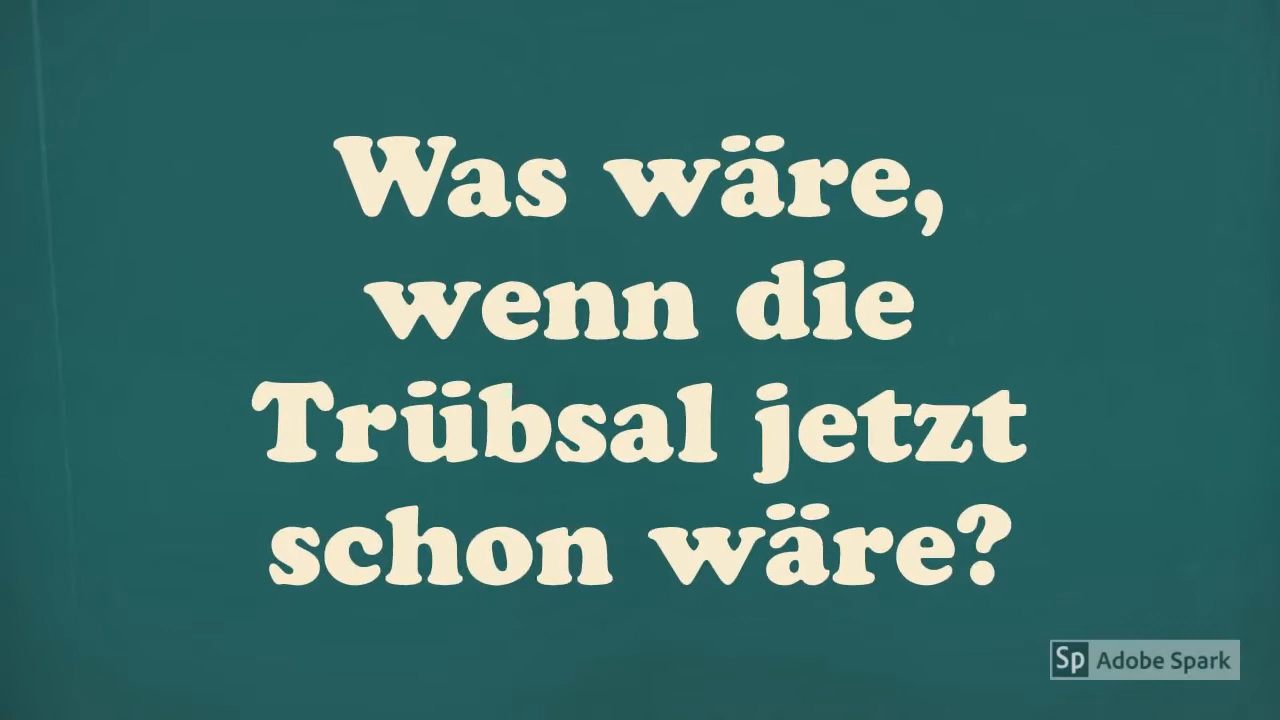 Was wäre,
wenn die
Trübsal jetzt
schon wäre?
Sp Adobe Spark